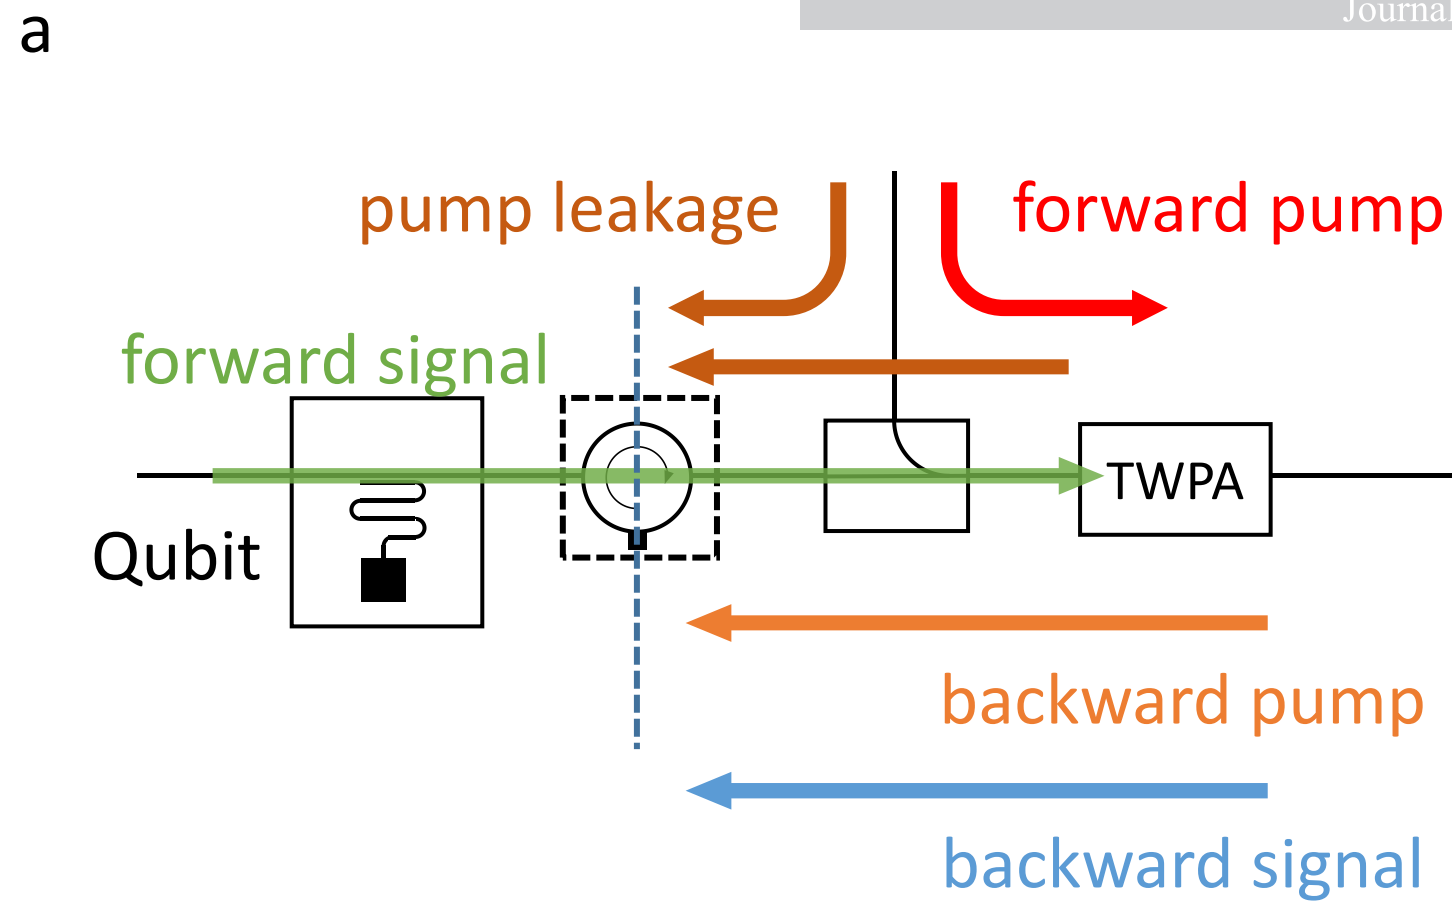 Journal
a
pump leakage
forward pump
forward signal
TWPA
Qubit
backward pump
backward signal